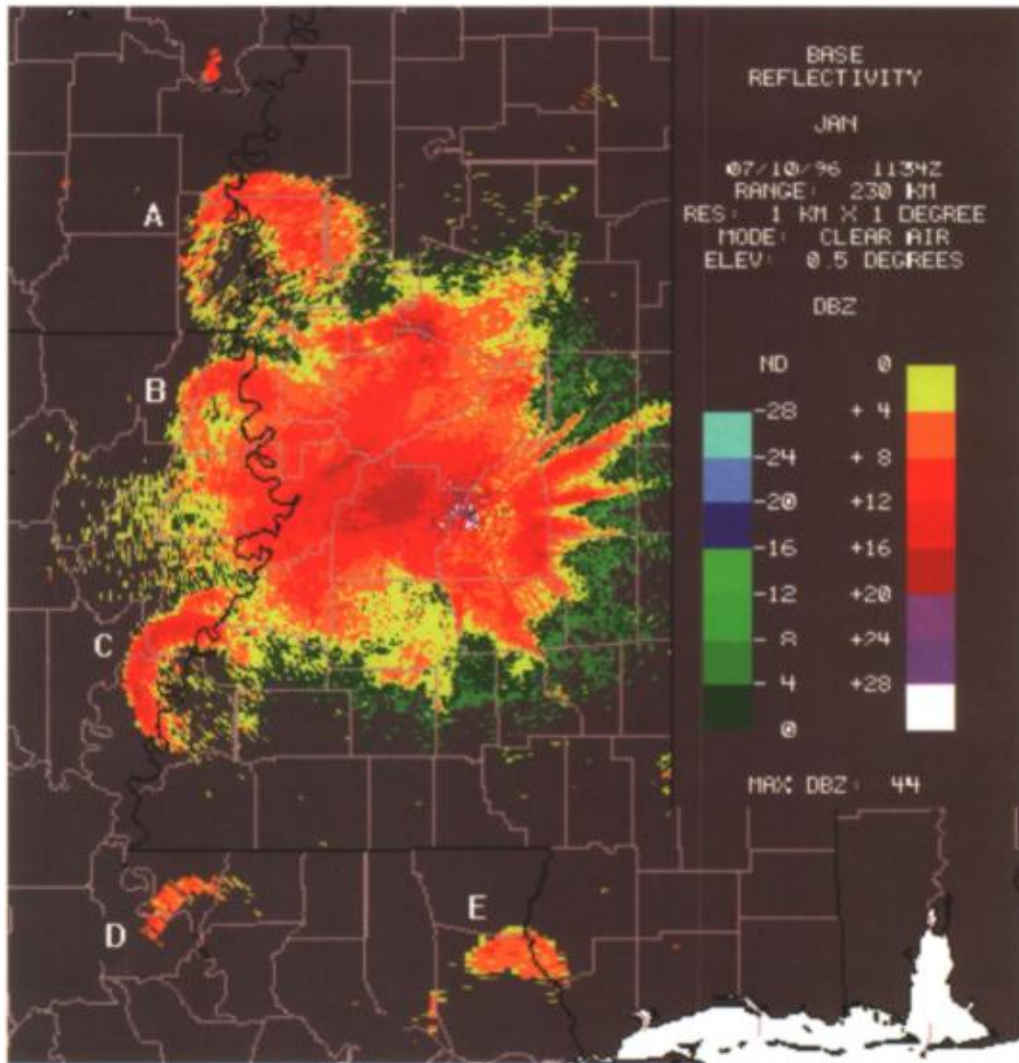 BASE
REFLECTIVITY
JAN
07/10/96 1134Z
RANGE: 230 KM
RES: 1 KM X 1 DEGREE
MODE: CLEAR AIR
ELEV: 0.5 DEGREES
DBZ
ND 0
-28 + 4
-24 + 8
-20 +12
-16 +16
-12 +20
- 8 +24
- 4 +28
0
MAX DBZ: 44
A
B
C
D
E